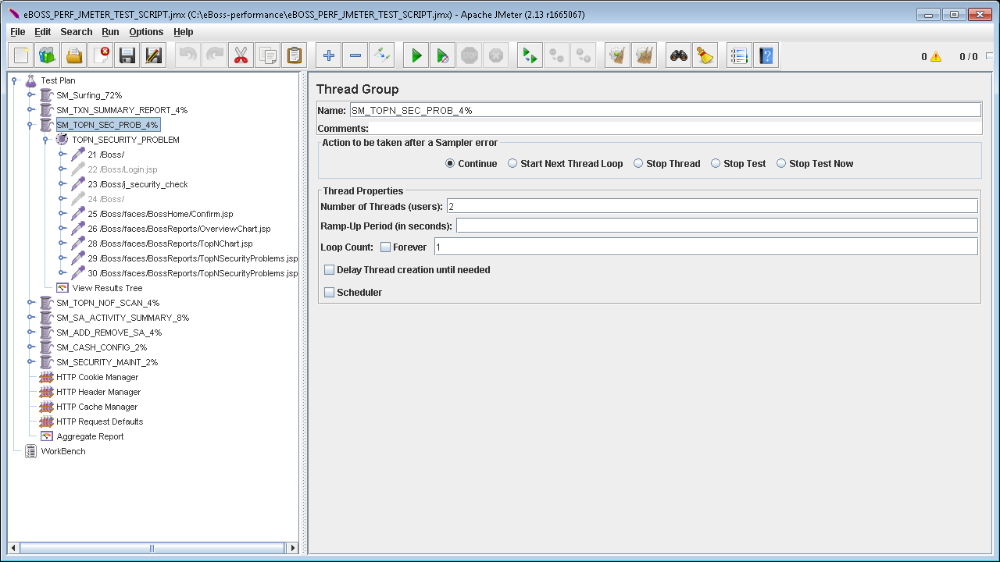 eBOSS_PERF_JMETER_TEST_SCRIPT.jmx (C:\eBoss-performance\eBOSS_PERF_JMETER_TEST_SCRIPT.jmx) - Apache JMeter (2.13 r1665067)
File Edit Search Run Options Help
0 0 / 0
Test Plan
SM_Surfing_72%
SM_TXN_SUMMARY_REPORT_4%
SM_TOPN_SEC_PROB_4%
TOPN_SECURITY_PROBLEM
21 /Boss/
22 /Boss/Login.jsp
23 /Boss/j_security_check
24 /Boss/
25 /Boss/faces/BossHome/Confirm.jsp
26 /Boss/faces/BossReports/OverviewChart.jsp
28 /Boss/faces/BossReports/TopNChart.jsp
29 /Boss/faces/BossReports/TopNSecurityProblems.jsp
30 /Boss/faces/BossReports/TopNSecurityProblems.jsp
View Results Tree
SM_TOPN_NOF_SCAN_4%
SM_SA_ACTIVITY_SUMMARY_8%
SM_ADD_REMOVE_SA_4%
SM_CASH_CONFIG_2%
SM_SECURITY_MAINT_2%
HTTP Cookie Manager
HTTP Header Manager
HTTP Cache Manager
HTTP Request Defaults
Aggregate Report
WorkBench
Thread Group
Name: SM_TOPN_SEC_PROB_4%
Comments:
Action to be taken after a Sampler error
Continue Start Next Thread Loop Stop Thread Stop Test Stop Test Now
Thread Properties
Number of Threads (users): 2
Ramp-Up Period (in seconds):
Loop Count: Forever 1
Delay Thread creation until needed
Scheduler